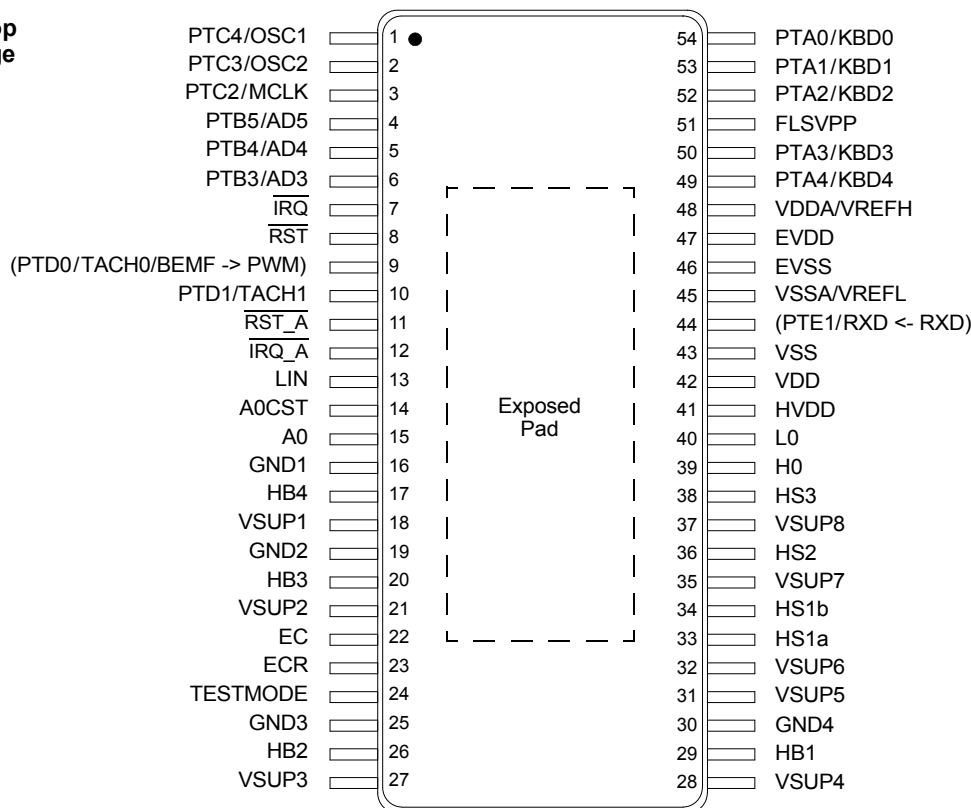 op
ge
PTC4/OSC1 1 54 PTA0/KBD0
PTC3/OSC2 2 53 PTA1/KBD1
PTC2/MCLK 3 52 PTA2/KBD2
PTB5/AD5 4 51 FLSVPP
PTB4/AD4 5 50 PTA3/KBD3
PTB3/AD3 6 49 PTA4/KBD4
IRQ 7 48 VDDA/VREFH
RST 8 47 EVDD
(PTD0/TACH0/BEMF -> PWM) 9 46 EVSS
PTD1/TACH1 10 45 VSSA/VREFL
RST_A 11 44 (PTE1/RXD <- RXD)
IRQ_A 12 43 VSS
LIN 13 42 VDD
A0CST 14 41 HVDD
A0 15 40 L0
GND1 16 39 H0
HB4 17 38 HS3
VSUP1 18 37 VSUP8
GND2 19 36 HS2
HB3 20 35 VSUP7
VSUP2 21 34 HS1b
EC 22 33 HS1a
ECR 23 32 VSUP6
TESTMODE 24 31 VSUP5
GND3 25 30 GND4
HB2 26 29 HB1
VSUP3 27 28 VSUP4
Exposed
Pad